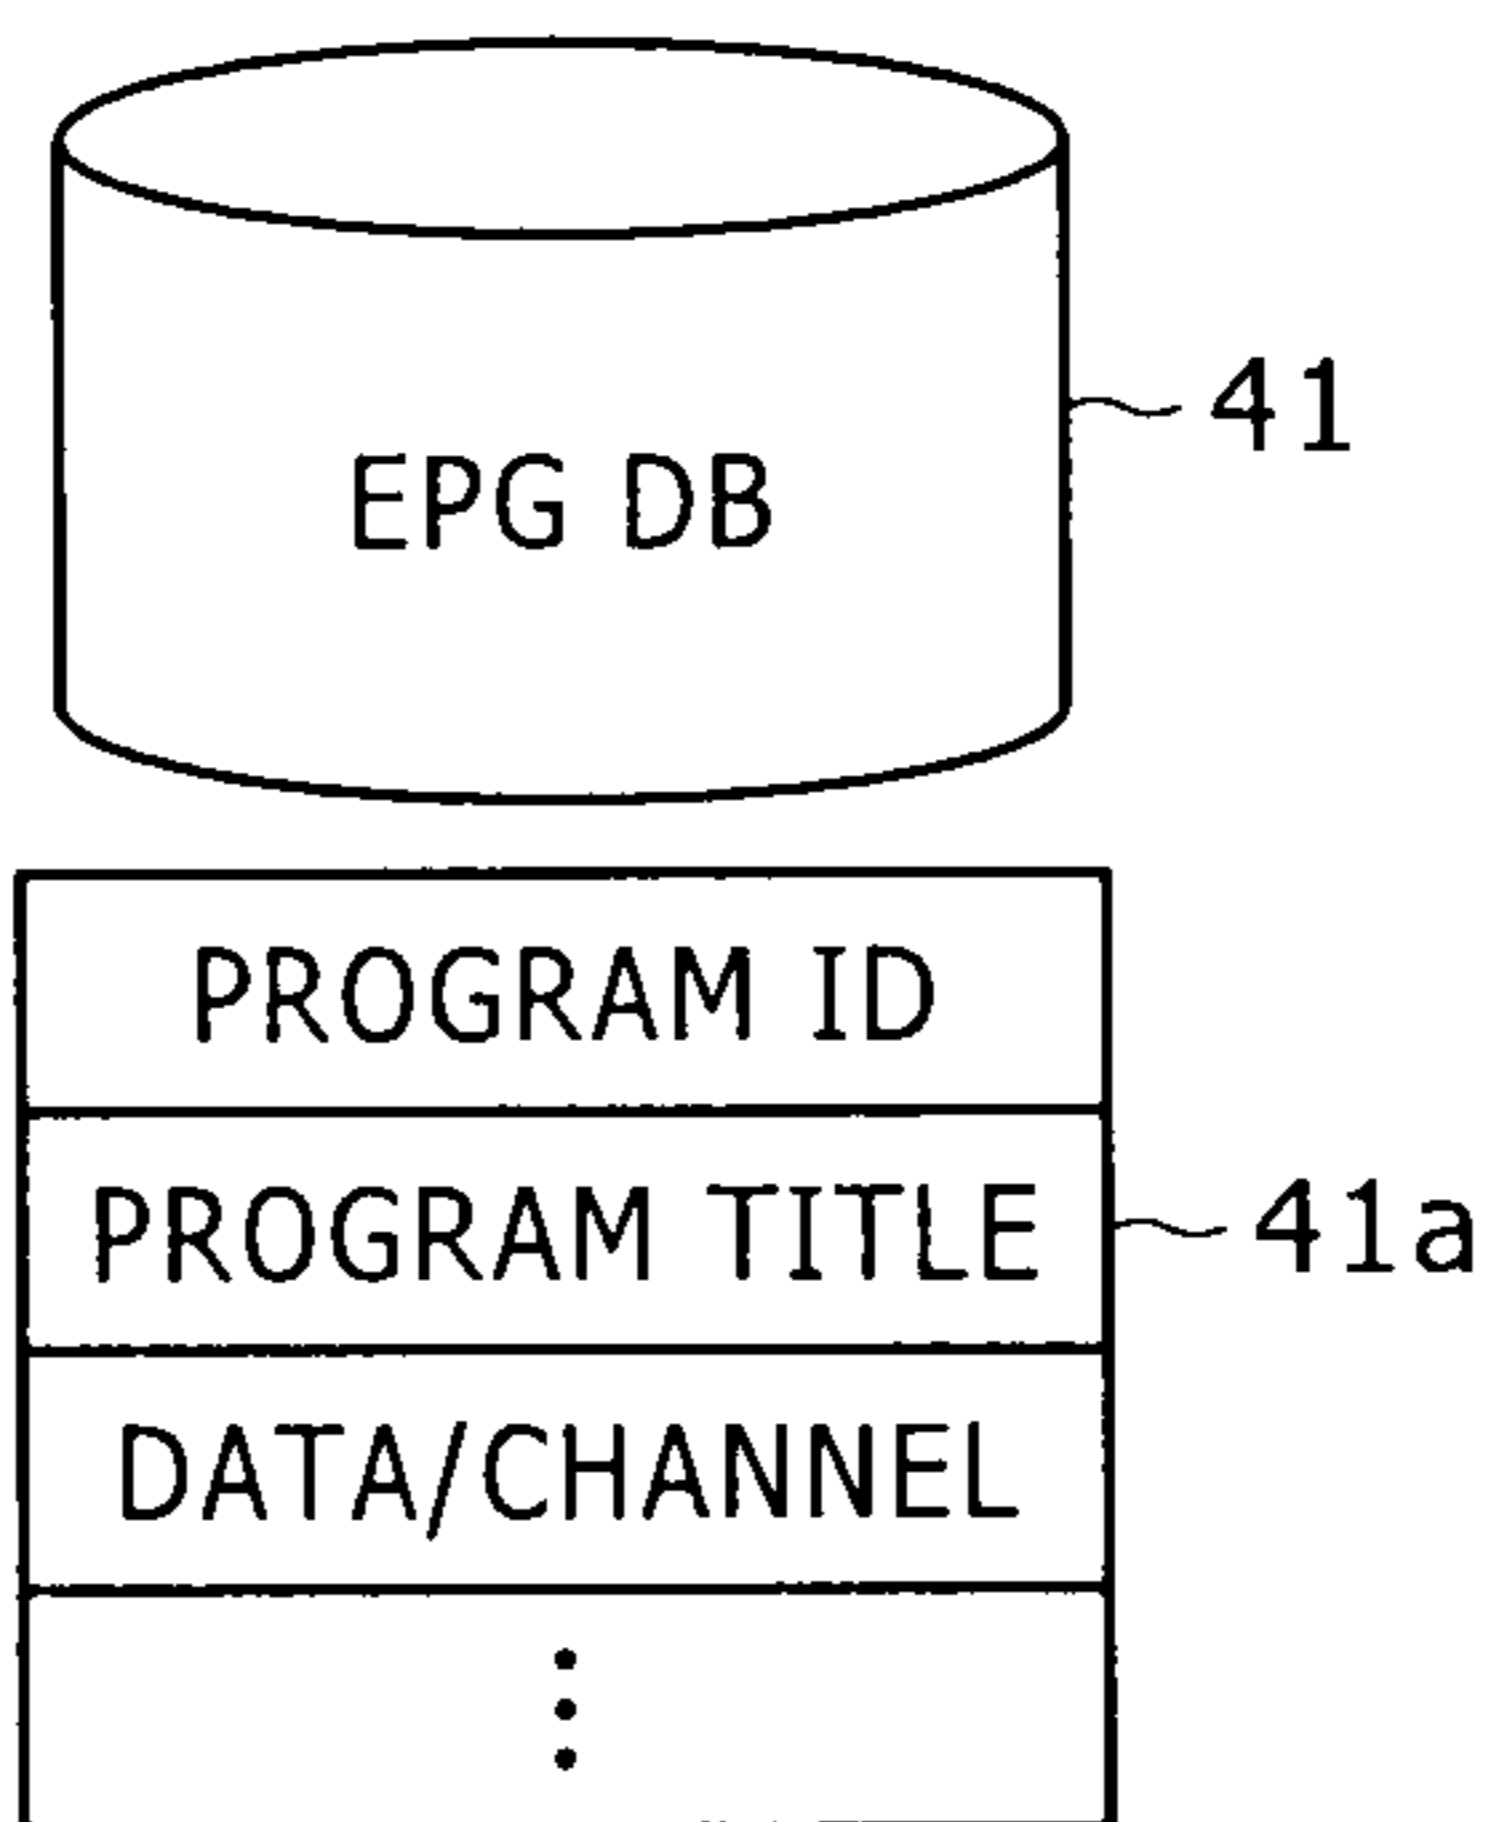 41
EPG DB
PROGRAM ID
PROGRAM TITLE
41a
DATA/CHANNEL